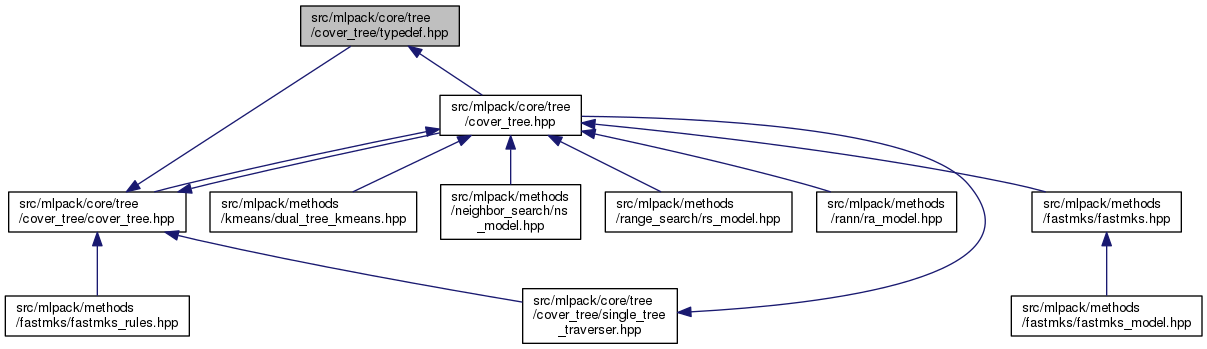 src/mlpack/core/tree
/cover_tree/typedef.hpp
src/mlpack/core/tree
/cover_tree.hpp
src/mlpack/core/tree
/cover_tree/cover_tree.hpp
src/mlpack/methods
/kmeans/dual_tree_kmeans.hpp
src/mlpack/methods
/neighbor_search/ns
_model.hpp
src/mlpack/methods
/range_search/rs_model.hpp
src/mlpack/methods
/rann/ra_model.hpp
src/mlpack/methods
/fastmks/fastmks.hpp
src/mlpack/methods
/fastmks/fastmks_rules.hpp
src/mlpack/core/tree
/cover_tree/single_tree
_traverser.hpp
src/mlpack/methods
/fastmks/fastmks_model.hpp